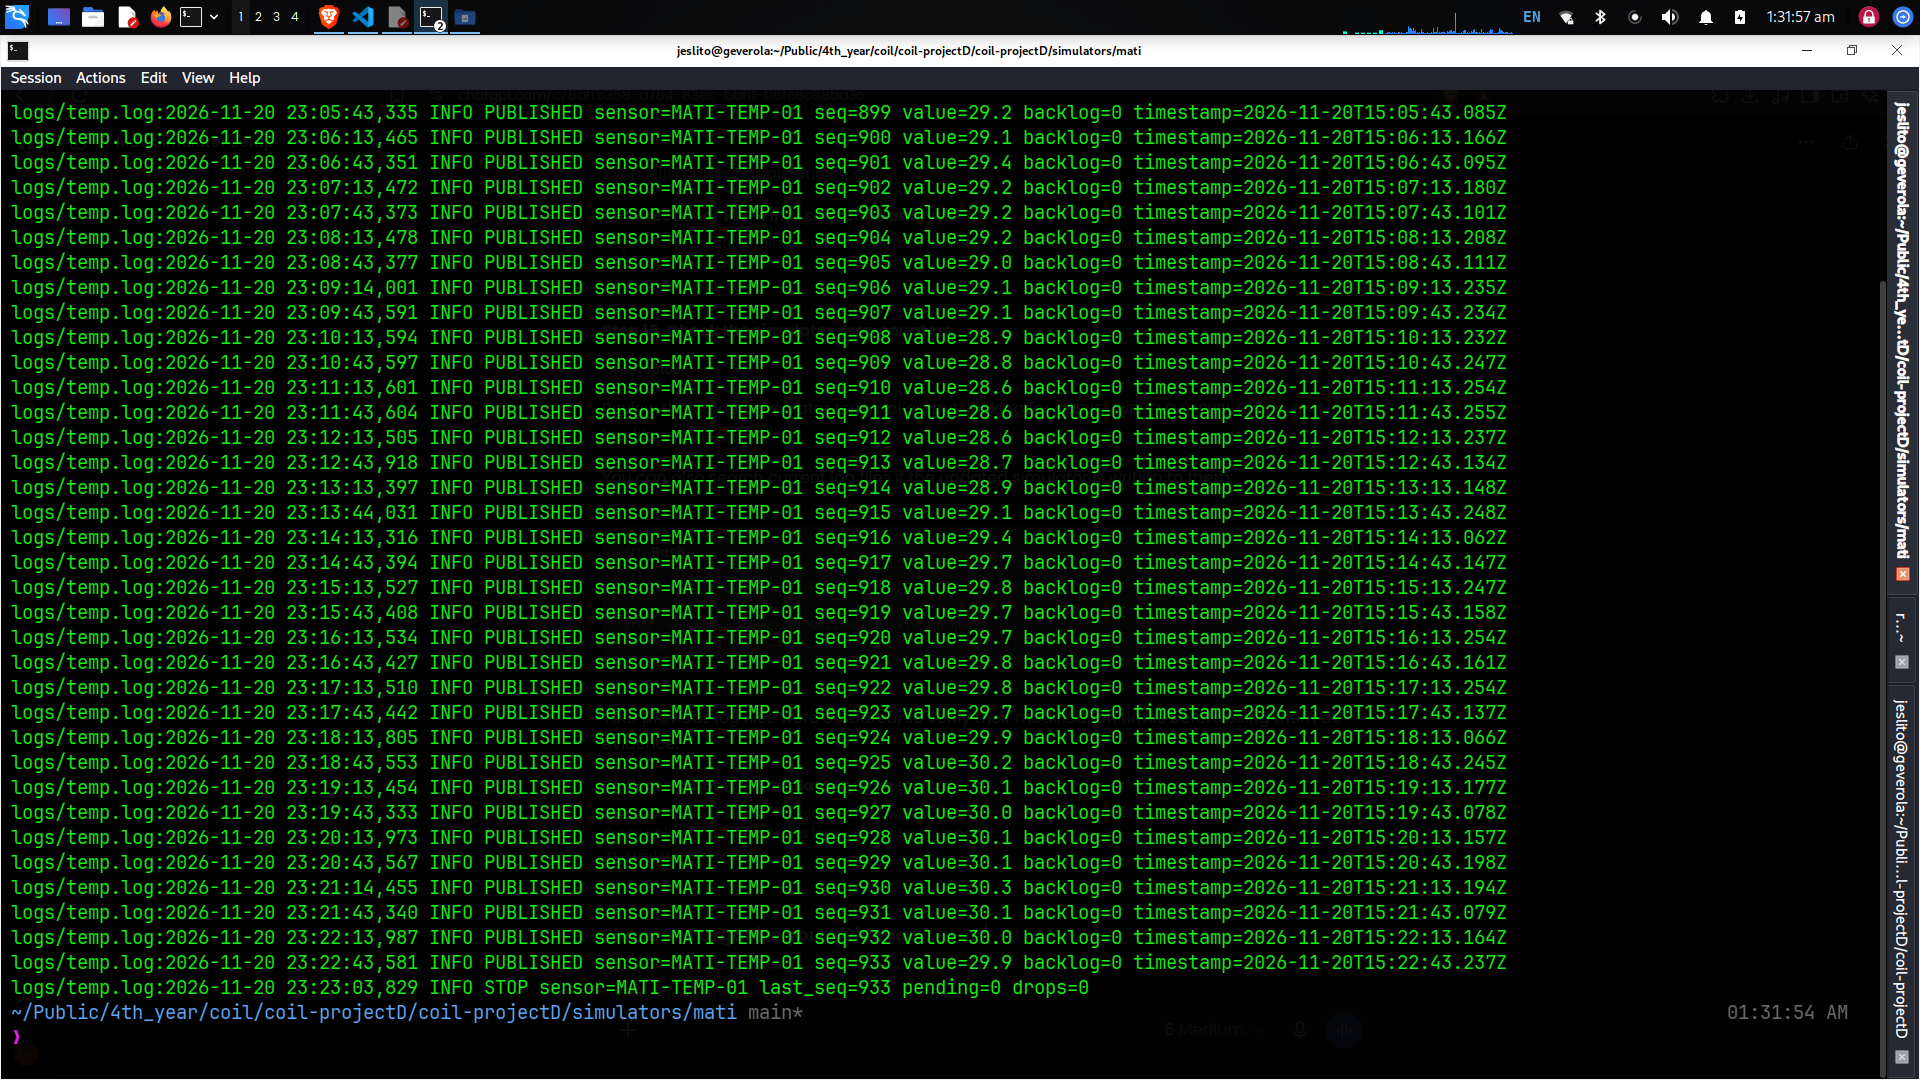 1 2 3 4
2
EN
1:31:57 am
jeslito@geverola:~/Public/4th_year/coil/coil-projectD/coil-projectD/simulators/mati
Session Actions Edit View Help
logs/temp.log:2026-11-20 23:05:43,335 INFO PUBLISHED sensor=MATI-TEMP-01 seq=899 value=29.2 backlog=0 timestamp=2026-11-20T15:05:43.085Z
logs/temp.log:2026-11-20 23:06:13,465 INFO PUBLISHED sensor=MATI-TEMP-01 seq=900 value=29.1 backlog=0 timestamp=2026-11-20T15:06:13.166Z
logs/temp.log:2026-11-20 23:06:43,351 INFO PUBLISHED sensor=MATI-TEMP-01 seq=901 value=29.4 backlog=0 timestamp=2026-11-20T15:06:43.095Z
logs/temp.log:2026-11-20 23:07:13,472 INFO PUBLISHED sensor=MATI-TEMP-01 seq=902 value=29.2 backlog=0 timestamp=2026-11-20T15:07:13.180Z
logs/temp.log:2026-11-20 23:07:43,373 INFO PUBLISHED sensor=MATI-TEMP-01 seq=903 value=29.2 backlog=0 timestamp=2026-11-20T15:07:43.101Z
logs/temp.log:2026-11-20 23:08:13,478 INFO PUBLISHED sensor=MATI-TEMP-01 seq=904 value=29.2 backlog=0 timestamp=2026-11-20T15:08:13.208Z
logs/temp.log:2026-11-20 23:08:43,377 INFO PUBLISHED sensor=MATI-TEMP-01 seq=905 value=29.0 backlog=0 timestamp=2026-11-20T15:08:43.111Z
logs/temp.log:2026-11-20 23:09:14,001 INFO PUBLISHED sensor=MATI-TEMP-01 seq=906 value=29.1 backlog=0 timestamp=2026-11-20T15:09:13.235Z
logs/temp.log:2026-11-20 23:09:43,591 INFO PUBLISHED sensor=MATI-TEMP-01 seq=907 value=29.1 backlog=0 timestamp=2026-11-20T15:09:43.234Z
logs/temp.log:2026-11-20 23:10:13,594 INFO PUBLISHED sensor=MATI-TEMP-01 seq=908 value=28.9 backlog=0 timestamp=2026-11-20T15:10:13.232Z
logs/temp.log:2026-11-20 23:10:43,597 INFO PUBLISHED sensor=MATI-TEMP-01 seq=909 value=28.8 backlog=0 timestamp=2026-11-20T15:10:43.247Z
logs/temp.log:2026-11-20 23:11:13,601 INFO PUBLISHED sensor=MATI-TEMP-01 seq=910 value=28.6 backlog=0 timestamp=2026-11-20T15:11:13.254Z
logs/temp.log:2026-11-20 23:11:43,604 INFO PUBLISHED sensor=MATI-TEMP-01 seq=911 value=28.6 backlog=0 timestamp=2026-11-20T15:11:43.255Z
logs/temp.log:2026-11-20 23:12:13,505 INFO PUBLISHED sensor=MATI-TEMP-01 seq=912 value=28.6 backlog=0 timestamp=2026-11-20T15:12:13.237Z
logs/temp.log:2026-11-20 23:12:43,918 INFO PUBLISHED sensor=MATI-TEMP-01 seq=913 value=28.7 backlog=0 timestamp=2026-11-20T15:12:43.134Z
logs/temp.log:2026-11-20 23:13:13,397 INFO PUBLISHED sensor=MATI-TEMP-01 seq=914 value=28.9 backlog=0 timestamp=2026-11-20T15:13:13.148Z
logs/temp.log:2026-11-20 23:13:44,031 INFO PUBLISHED sensor=MATI-TEMP-01 seq=915 value=29.1 backlog=0 timestamp=2026-11-20T15:13:43.248Z
logs/temp.log:2026-11-20 23:14:13,316 INFO PUBLISHED sensor=MATI-TEMP-01 seq=916 value=29.4 backlog=0 timestamp=2026-11-20T15:14:13.062Z
logs/temp.log:2026-11-20 23:14:43,394 INFO PUBLISHED sensor=MATI-TEMP-01 seq=917 value=29.7 backlog=0 timestamp=2026-11-20T15:14:43.147Z
logs/temp.log:2026-11-20 23:15:13,527 INFO PUBLISHED sensor=MATI-TEMP-01 seq=918 value=29.8 backlog=0 timestamp=2026-11-20T15:15:13.247Z
logs/temp.log:2026-11-20 23:15:43,408 INFO PUBLISHED sensor=MATI-TEMP-01 seq=919 value=29.7 backlog=0 timestamp=2026-11-20T15:15:43.158Z
logs/temp.log:2026-11-20 23:16:13,534 INFO PUBLISHED sensor=MATI-TEMP-01 seq=920 value=29.7 backlog=0 timestamp=2026-11-20T15:16:13.254Z
logs/temp.log:2026-11-20 23:16:43,427 INFO PUBLISHED sensor=MATI-TEMP-01 seq=921 value=29.8 backlog=0 timestamp=2026-11-20T15:16:43.161Z
logs/temp.log:2026-11-20 23:17:13,510 INFO PUBLISHED sensor=MATI-TEMP-01 seq=922 value=29.8 backlog=0 timestamp=2026-11-20T15:17:13.254Z
logs/temp.log:2026-11-20 23:17:43,442 INFO PUBLISHED sensor=MATI-TEMP-01 seq=923 value=29.7 backlog=0 timestamp=2026-11-20T15:17:43.137Z
logs/temp.log:2026-11-20 23:18:13,805 INFO PUBLISHED sensor=MATI-TEMP-01 seq=924 value=29.9 backlog=0 timestamp=2026-11-20T15:18:13.066Z
logs/temp.log:2026-11-20 23:18:43,553 INFO PUBLISHED sensor=MATI-TEMP-01 seq=925 value=30.2 backlog=0 timestamp=2026-11-20T15:18:43.245Z
logs/temp.log:2026-11-20 23:19:13,454 INFO PUBLISHED sensor=MATI-TEMP-01 seq=926 value=30.1 backlog=0 timestamp=2026-11-20T15:19:13.177Z
logs/temp.log:2026-11-20 23:19:43,333 INFO PUBLISHED sensor=MATI-TEMP-01 seq=927 value=30.0 backlog=0 timestamp=2026-11-20T15:19:43.078Z
logs/temp.log:2026-11-20 23:20:13,973 INFO PUBLISHED sensor=MATI-TEMP-01 seq=928 value=30.1 backlog=0 timestamp=2026-11-20T15:20:13.157Z
logs/temp.log:2026-11-20 23:20:43,567 INFO PUBLISHED sensor=MATI-TEMP-01 seq=929 value=30.1 backlog=0 timestamp=2026-11-20T15:20:43.198Z
logs/temp.log:2026-11-20 23:21:14,455 INFO PUBLISHED sensor=MATI-TEMP-01 seq=930 value=30.3 backlog=0 timestamp=2026-11-20T15:21:13.194Z
logs/temp.log:2026-11-20 23:21:43,340 INFO PUBLISHED sensor=MATI-TEMP-01 seq=931 value=30.1 backlog=0 timestamp=2026-11-20T15:21:43.079Z
logs/temp.log:2026-11-20 23:22:13,987 INFO PUBLISHED sensor=MATI-TEMP-01 seq=932 value=30.0 backlog=0 timestamp=2026-11-20T15:22:13.164Z
logs/temp.log:2026-11-20 23:22:43,581 INFO PUBLISHED sensor=MATI-TEMP-01 seq=933 value=29.9 backlog=0 timestamp=2026-11-20T15:22:43.237Z
logs/temp.log:2026-11-20 23:23:03,829 INFO STOP sensor=MATI-TEMP-01 last_seq=933 pending=0 drops=0
~/Public/4th_year/coil/coil-projectD/coil-projectD/simulators/mati main* 01:31:54 AM
❯
6 Medium
jeslito@geverola:~/Public/4th_ye...tD/coil-projectD/simulators/mati
r...~
jeslito@geverola:~/Publi...l-projectD/coil-projectD